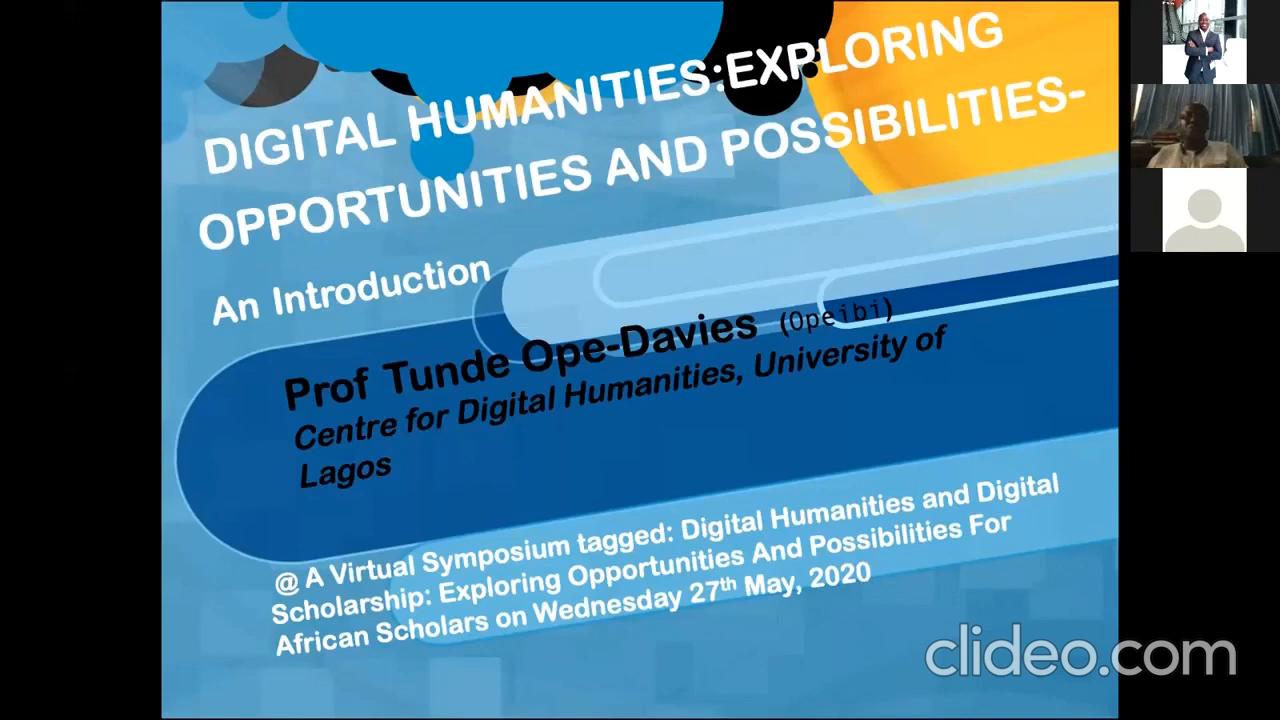 DIGITAL HUMANITIES:EXPLORING
OPPORTUNITIES AND POSSIBILITIES-
An Introduction
Prof Tunde Ope-Davies (Opeibi)
Centre for Digital Humanities, University of
Lagos
@ A Virtual Symposium tagged: Digital Humanities and Digital
Scholarship: Exploring Opportunities And Possibilities For
African Scholars on Wednesday 27th May, 2020
clideo.com